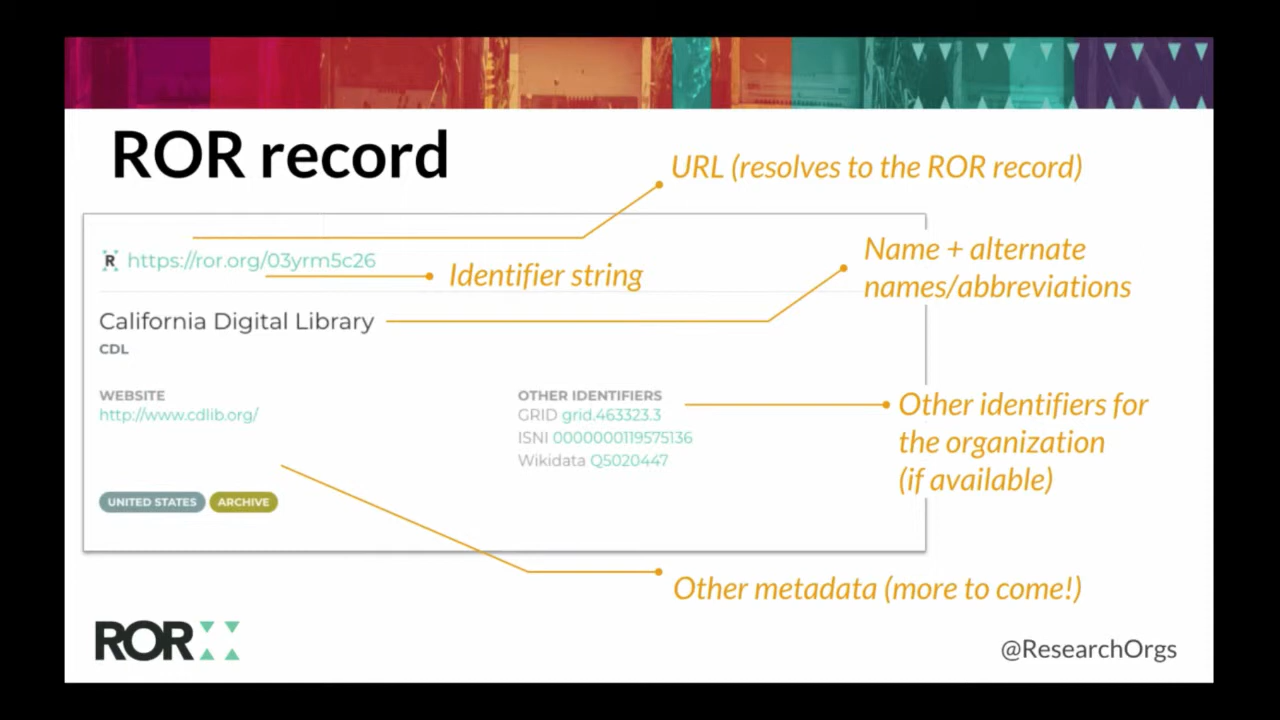 ROR record
URL (resolves to the ROR record)
R https://ror.org/03yrm5c26
Identifier string
Name + alternate
names/abbreviations
California Digital Library
CDL
WEBSITE
http://www.cdlib.org/
OTHER IDENTIFIERS
GRID grid.463323.3
ISNI 0000000119575136
Wikidata Q5020447
Other identifiers for
the organization
(if available)
UNITED STATES ARCHIVE
Other metadata (more to come!)
ROR
@ResearchOrgs